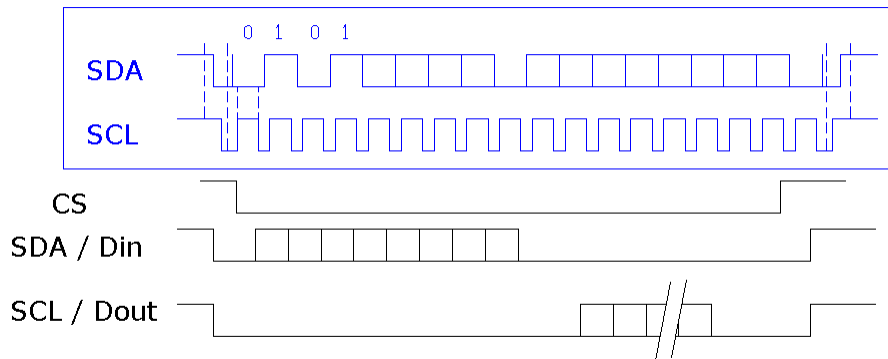 0 1 0 1
SDA
SCL
CS
SDA / Din
SCL / Dout